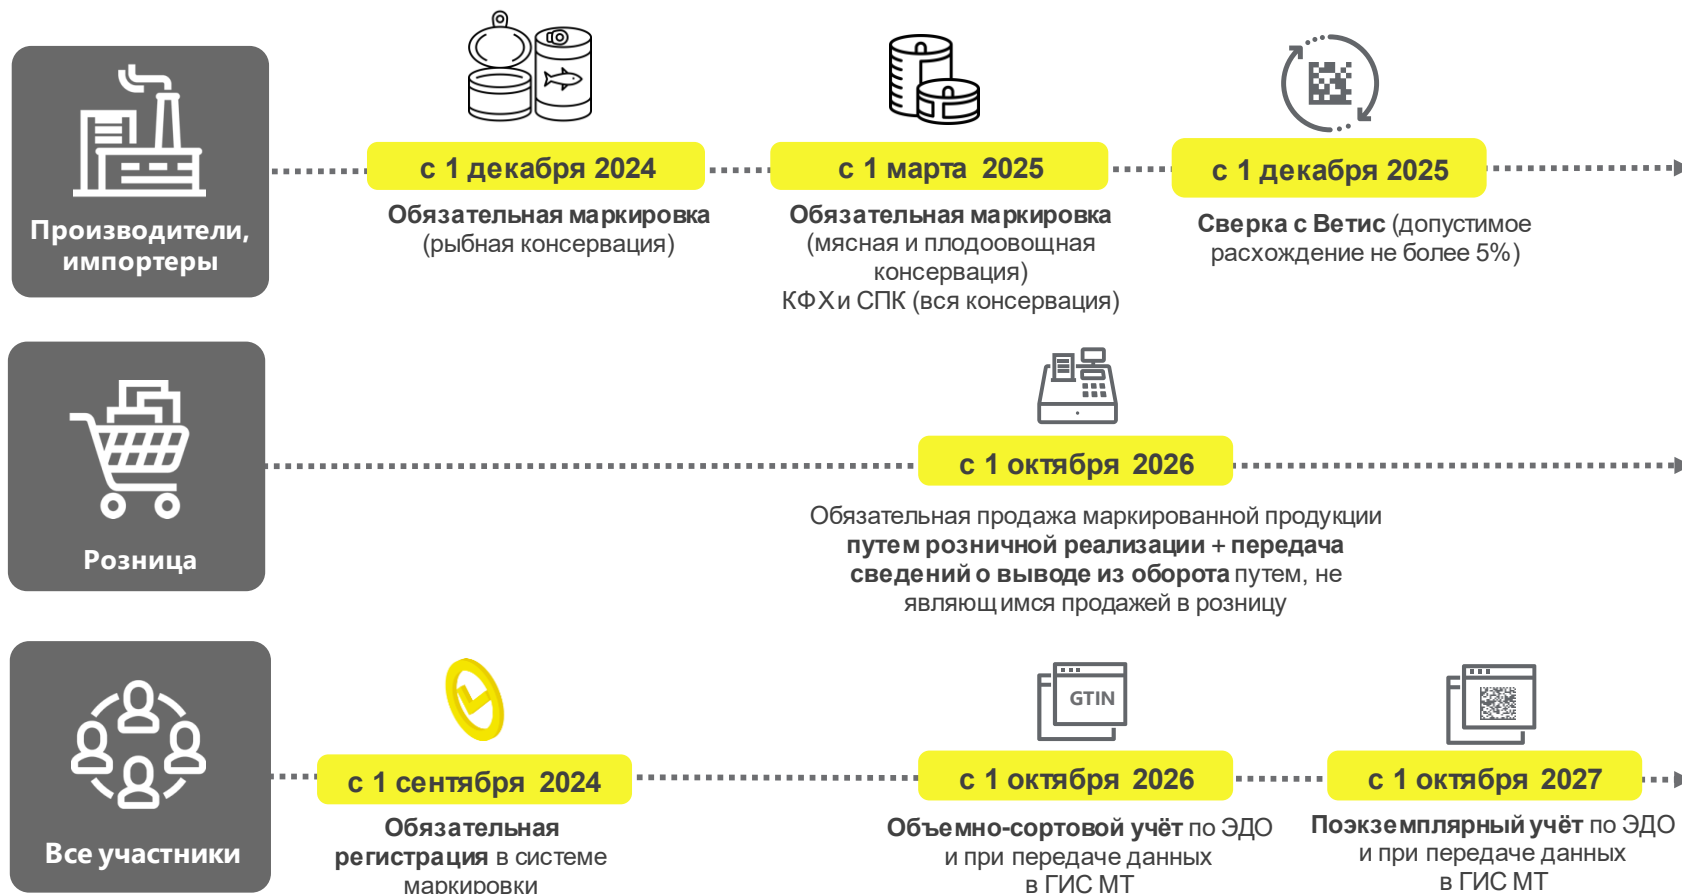 Производители,
импортеры
с 1 декабря 2024
Обязательная маркировка
(рыбная консервация)
с 1 марта 2025
Обязательная маркировка
(мясная и плодоовощная
консервация)
КФХ и СПК (вся консервация)
с 1 декабря 2025
Сверка с Ветис (допустимое
расхождение не более 5%)
Розница
с 1 октября 2026
Обязательная продажа маркированной продукции
путем розничной реализации + передача
сведений о выводе из оборота путем, не
являющимся продажей в розницу
Все участники
с 1 сентября 2024
Обязательная
регистрация в системе
маркировки
GTIN
с 1 октября 2026
Объемно-сортовой учёт по ЭДО
и при передаче данных
в ГИС МТ
с 1 октября 2027
Поэкземплярный учёт по ЭДО
и при передаче данных
в ГИС МТ